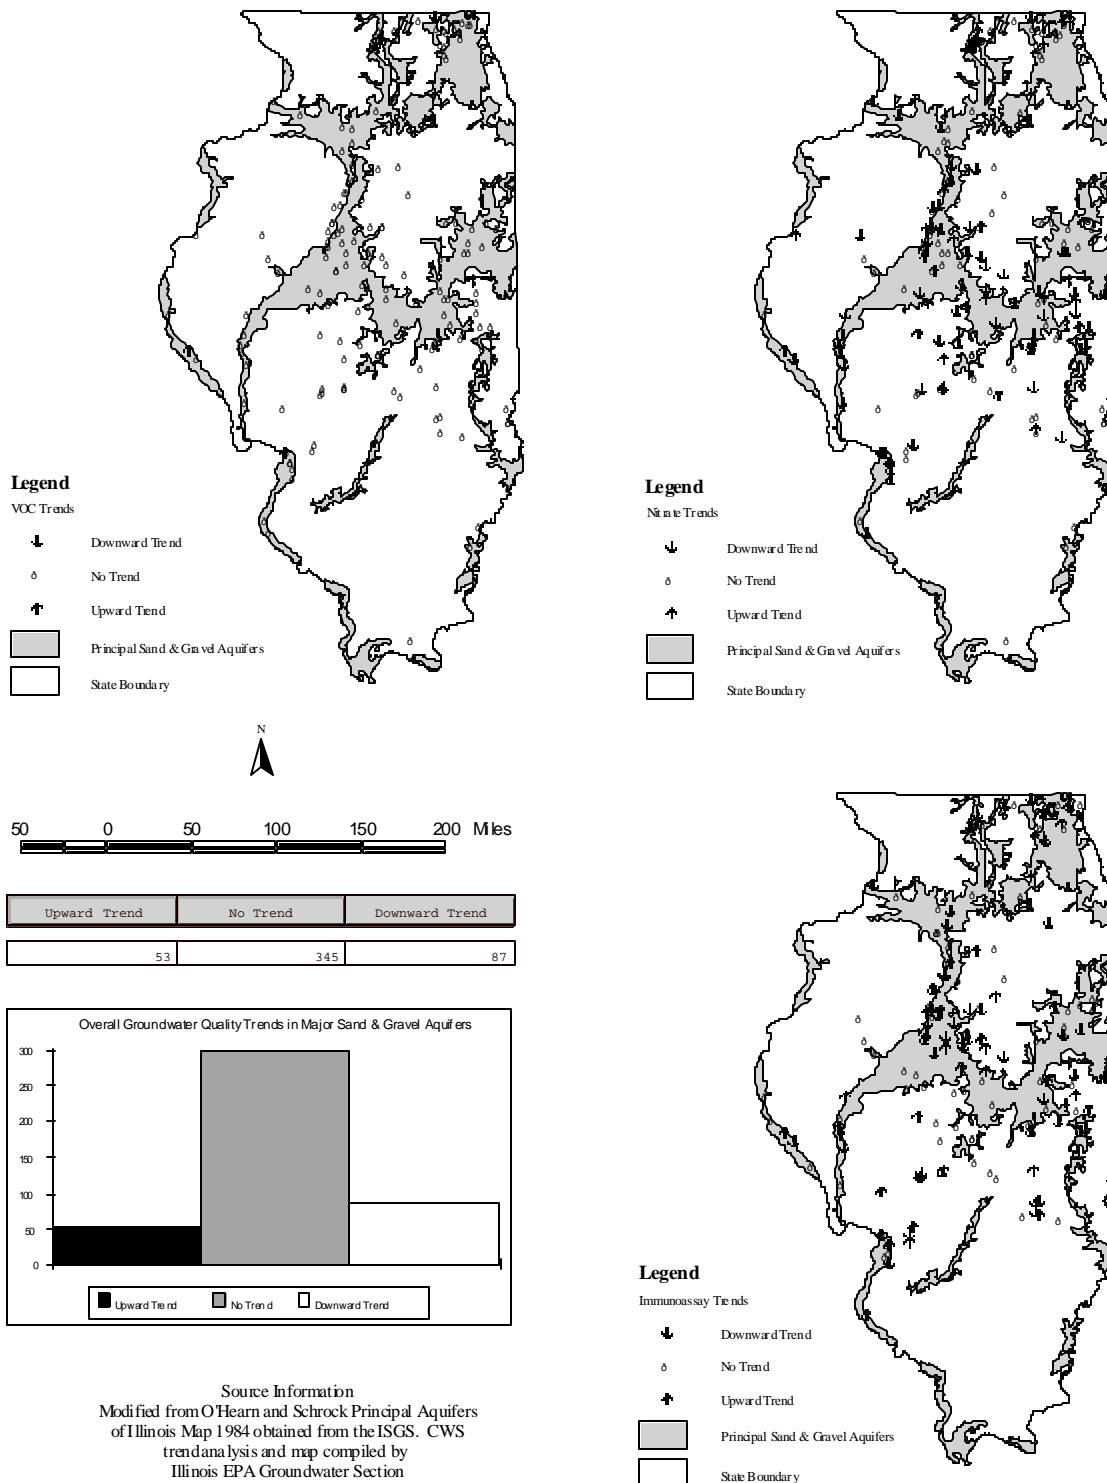 Legend
VOC Trends
Downward Trend
No Trend
Upward Trend
Principal Sand & Gravel Aquifers
State Boundary
Legend
Nitrate Trends
Downward Trend
No Trend
Upward Trend
Principal Sand & Gravel Aquifers
State Boundary
N
50 0 50 100 150 200 Miles
Upward Trend No Trend Downward Trend
53 345 87
Overall Groundwater Quality Trends in Major Sand & Gravel Aquifers
300
250
200
150
100
50
0
Upward Trend No Trend Downward Trend
Source Information
Modified from O'Hearn and Schrock Principal Aquifers
of Illinois Map 1984 obtained from the ISGS. CWS
trend analysis and map compiled by
Illinois EPA Groundwater Section
Legend
Immunoassay Trends
Downward Trend
No Trend
Upward Trend
Principal Sand & Gravel Aquifers
State Boundary